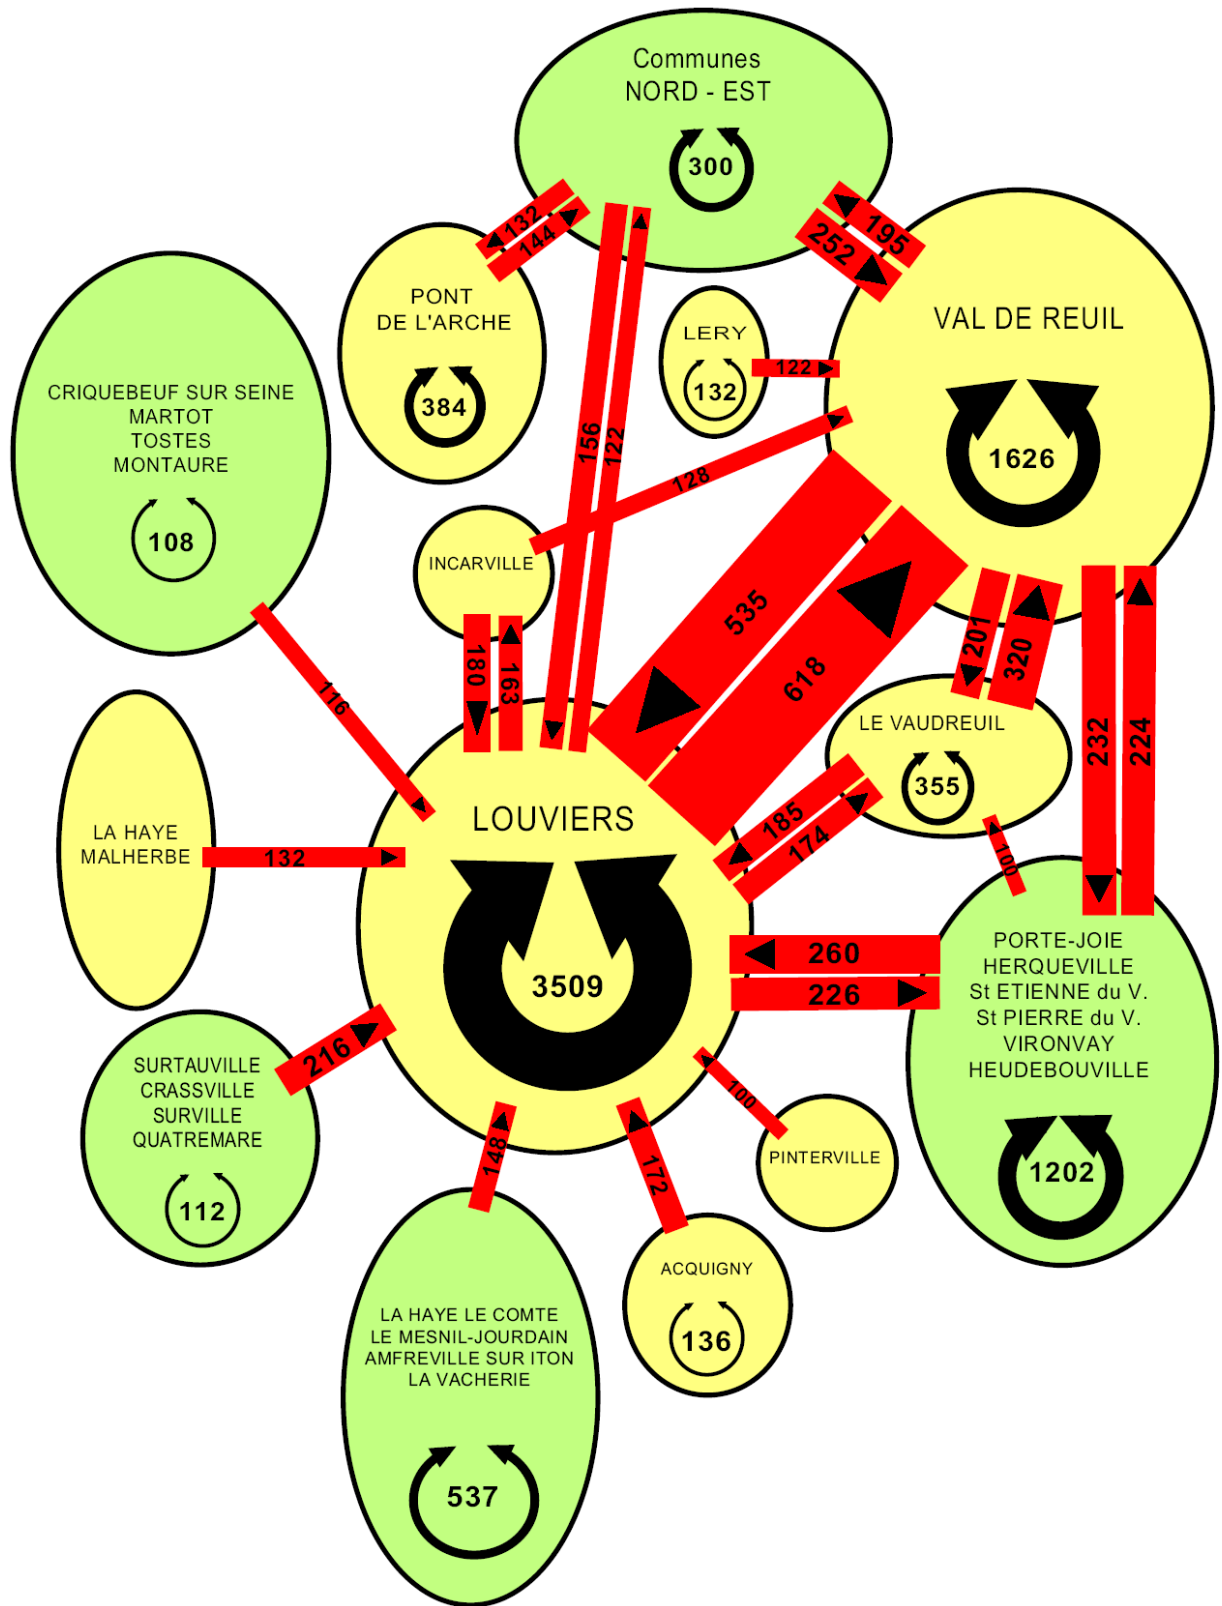 Communes
NORD - EST
300
132
144
195
252
PONT
DE L'ARCHE
384
LERY
132
122
VAL DE REUIL
1626
CRIQUEBEUF SUR SEINE
MARTOT
TOSTES
MONTAURE
108
156
122
128
INCARVILLE
180
163
535
618
201
320
232
224
116
LE VAUDREUIL
355
185
174
100
LA HAYE
MALHERBE
132
LOUVIERS
3509
260
226
PORTE-JOIE
HERQUEVILLE
St ETIENNE du V.
St PIERRE du V.
VIRONVAY
HEUDEBOUVILLE
1202
SURTAUVILLE
CRASSVILLE
SURVILLE
QUATREMARE
112
216
148
172
100
PINTERVILLE
ACQUIGNY
136
LA HAYE LE COMTE
LE MESNIL-JOURDAIN
AMFREVILLE SUR ITON
LA VACHERIE
537